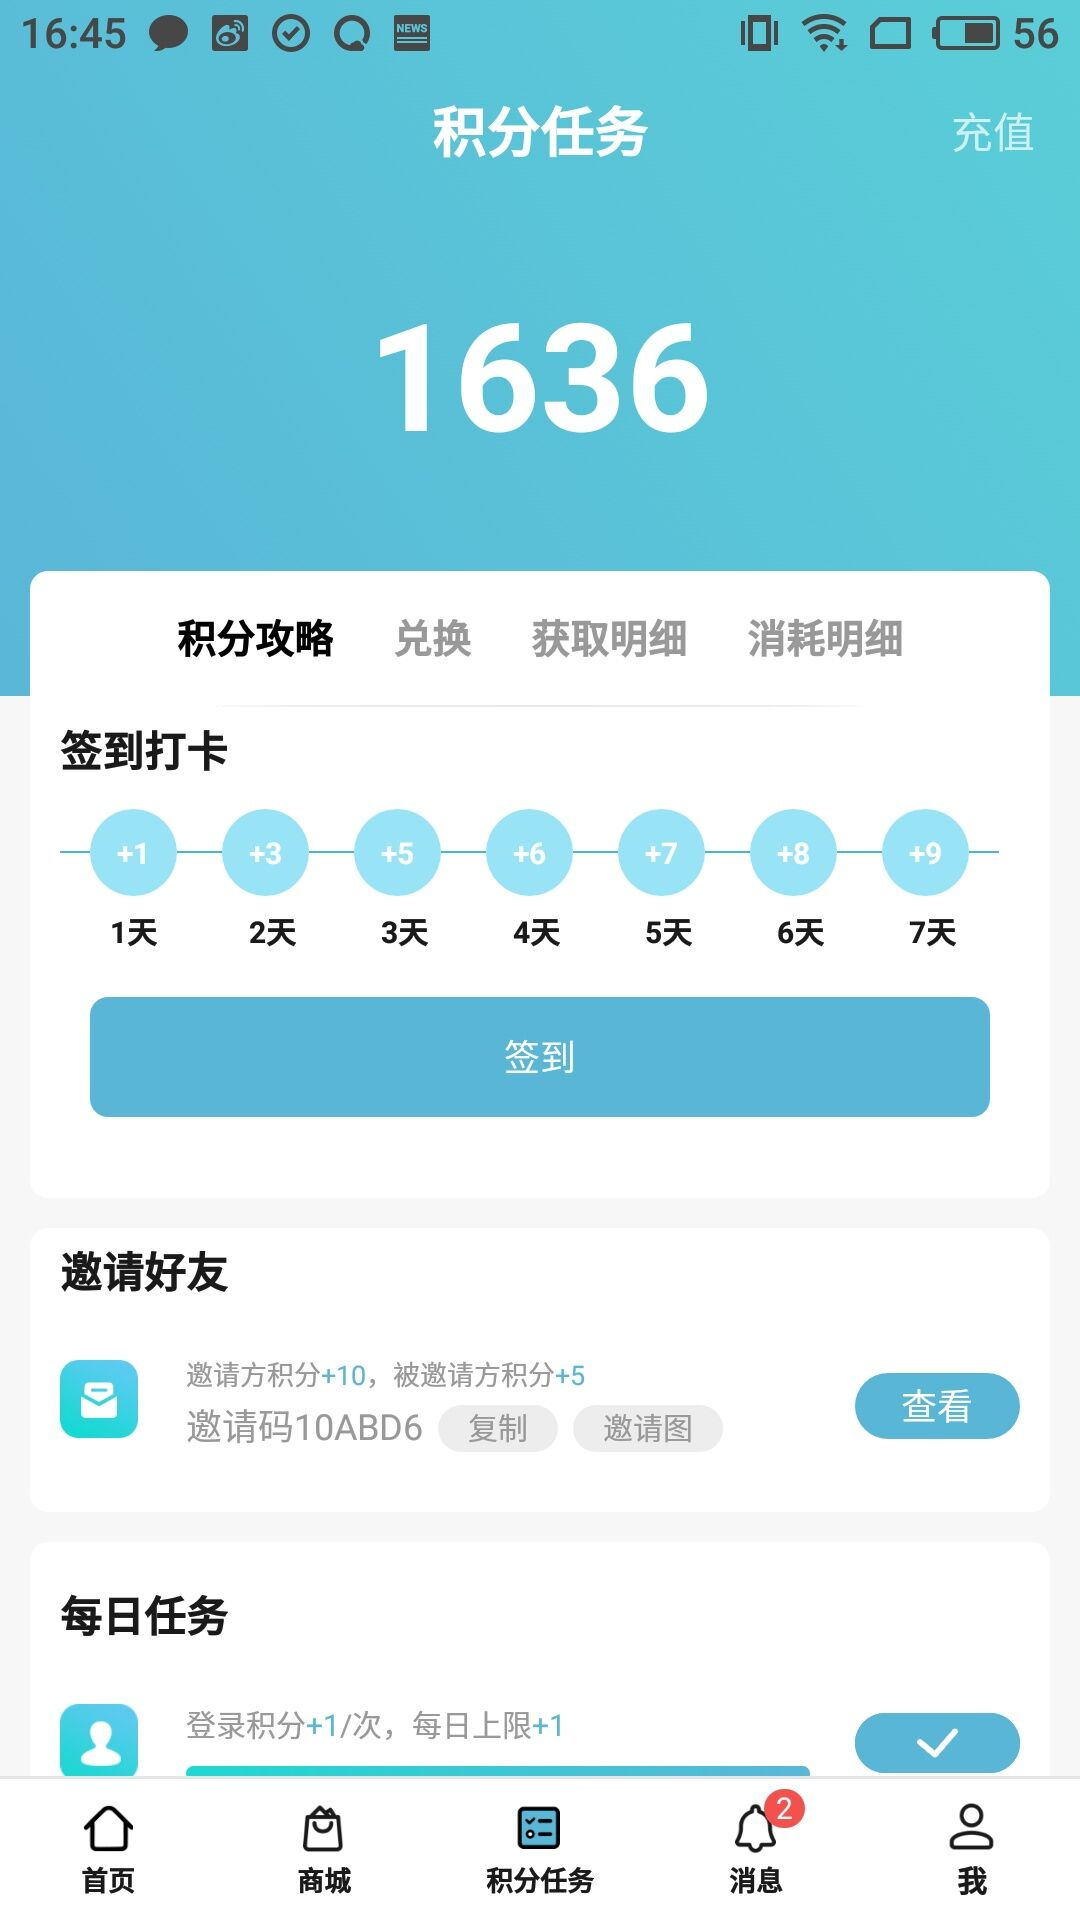 16:45 NEWS 56
积分任务 充值
1636
积分攻略 兑换 获取明细 消耗明细
签到打卡
+1 +3 +5 +6 +7 +8 +9
1天 2天 3天 4天 5天 6天 7天
签到
邀请好友
邀请方积分+10，被邀请方积分+5
邀请码10ABD6 复制 邀请图
查看
每日任务
登录积分+1/次，每日上限+1
2
首页 商城 积分任务 消息 我